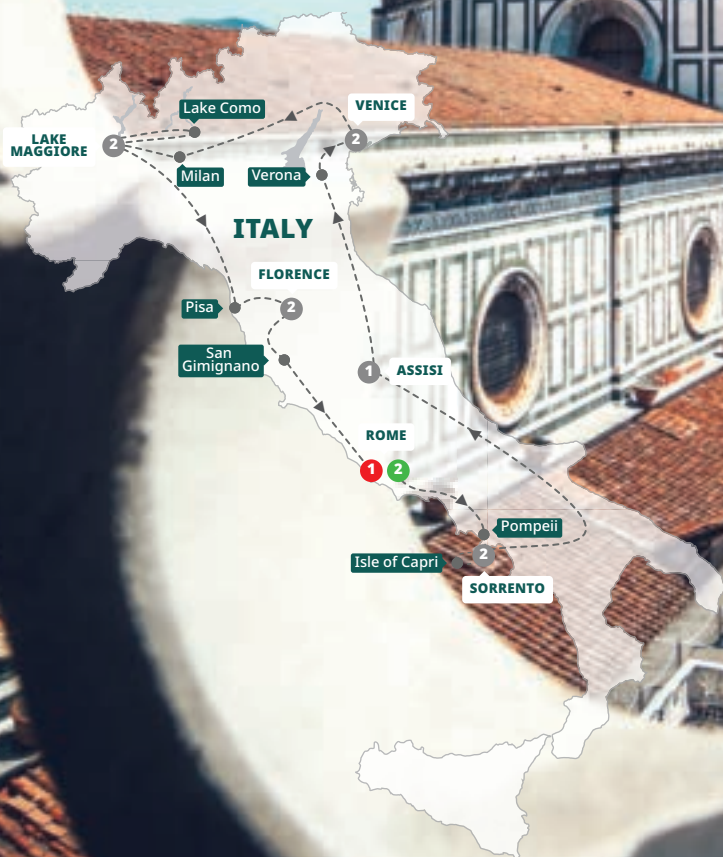 Lake Como
VENICE
2
LAKE
MAGGIORE
2
Milan
Verona
ITALY
FLORENCE
2
Pisa
San
Gimignano
1
ASSISI
ROME
1
2
Pompeii
2
Isle of Capri
SORRENTO